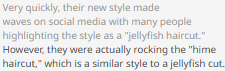 Very quickly, their new style made
waves on social media with many people
highlighting the style as a "jellyfish haircut."
However, they were actually rocking the "hime
haircut," which is a similar style to a jellyfish cut.